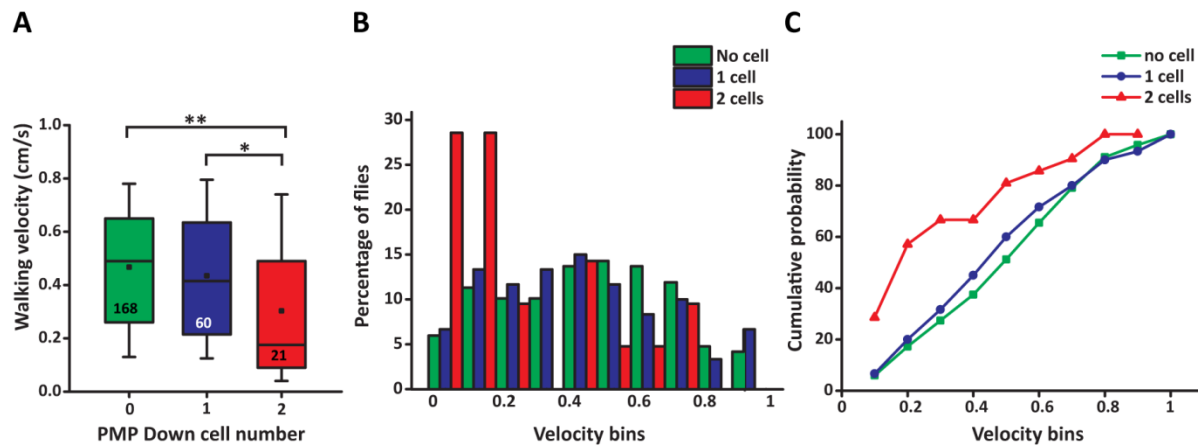 A
**
*
Walking velocity (cm/s)
1.0
0.8
0.6
0.4
0.2
0.0
168
60
21
0 1 2
PMP Down cell number
B
No cell
1 cell
2 cells
Percentage of flies
30
25
20
15
10
5
0
0 0.2 0.4 0.6 0.8 1
Velocity bins
C
no cell
1 cell
2 cells
Cumulative probability
100
80
60
40
20
0
0 0.2 0.4 0.6 0.8 1
Velocity bins